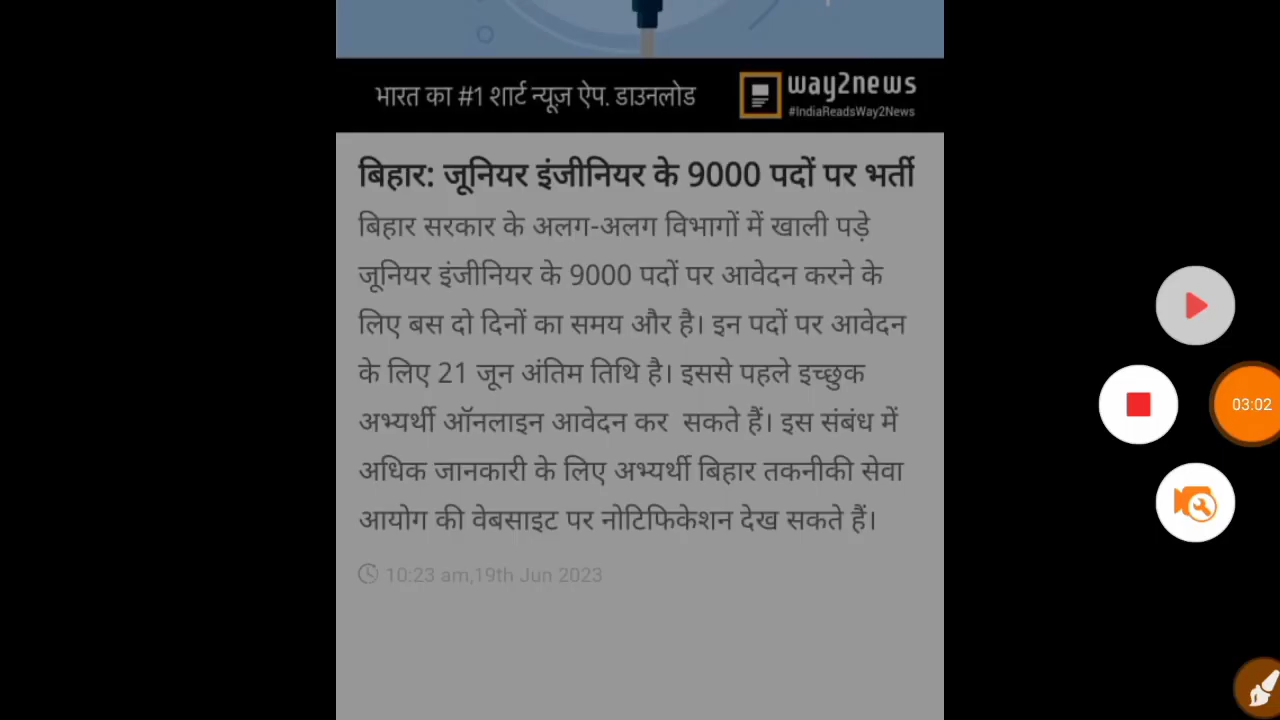 भारत का #1 शार्ट न्यूज़ ऐप. डाउनलोड
way2news
#IndiaReadsWay2News
बिहार: जूनियर इंजीनियर के 9000 पदों पर भर्ती
बिहार सरकार के अलग-अलग विभागों में खाली पड़े
जूनियर इंजीनियर के 9000 पदों पर आवेदन करने के
लिए बस दो दिनों का समय और है। इन पदों पर आवेदन
के लिए 21 जून अंतिम तिथि है। इससे पहले इच्छुक
अभ्यर्थी ऑनलाइन आवेदन कर सकते हैं। इस संबंध में
अधिक जानकारी के लिए अभ्यर्थी बिहार तकनीकी सेवा
आयोग की वेबसाइट पर नोटिफिकेशन देख सकते हैं।
10:23 am,19th Jun 2023
03:02